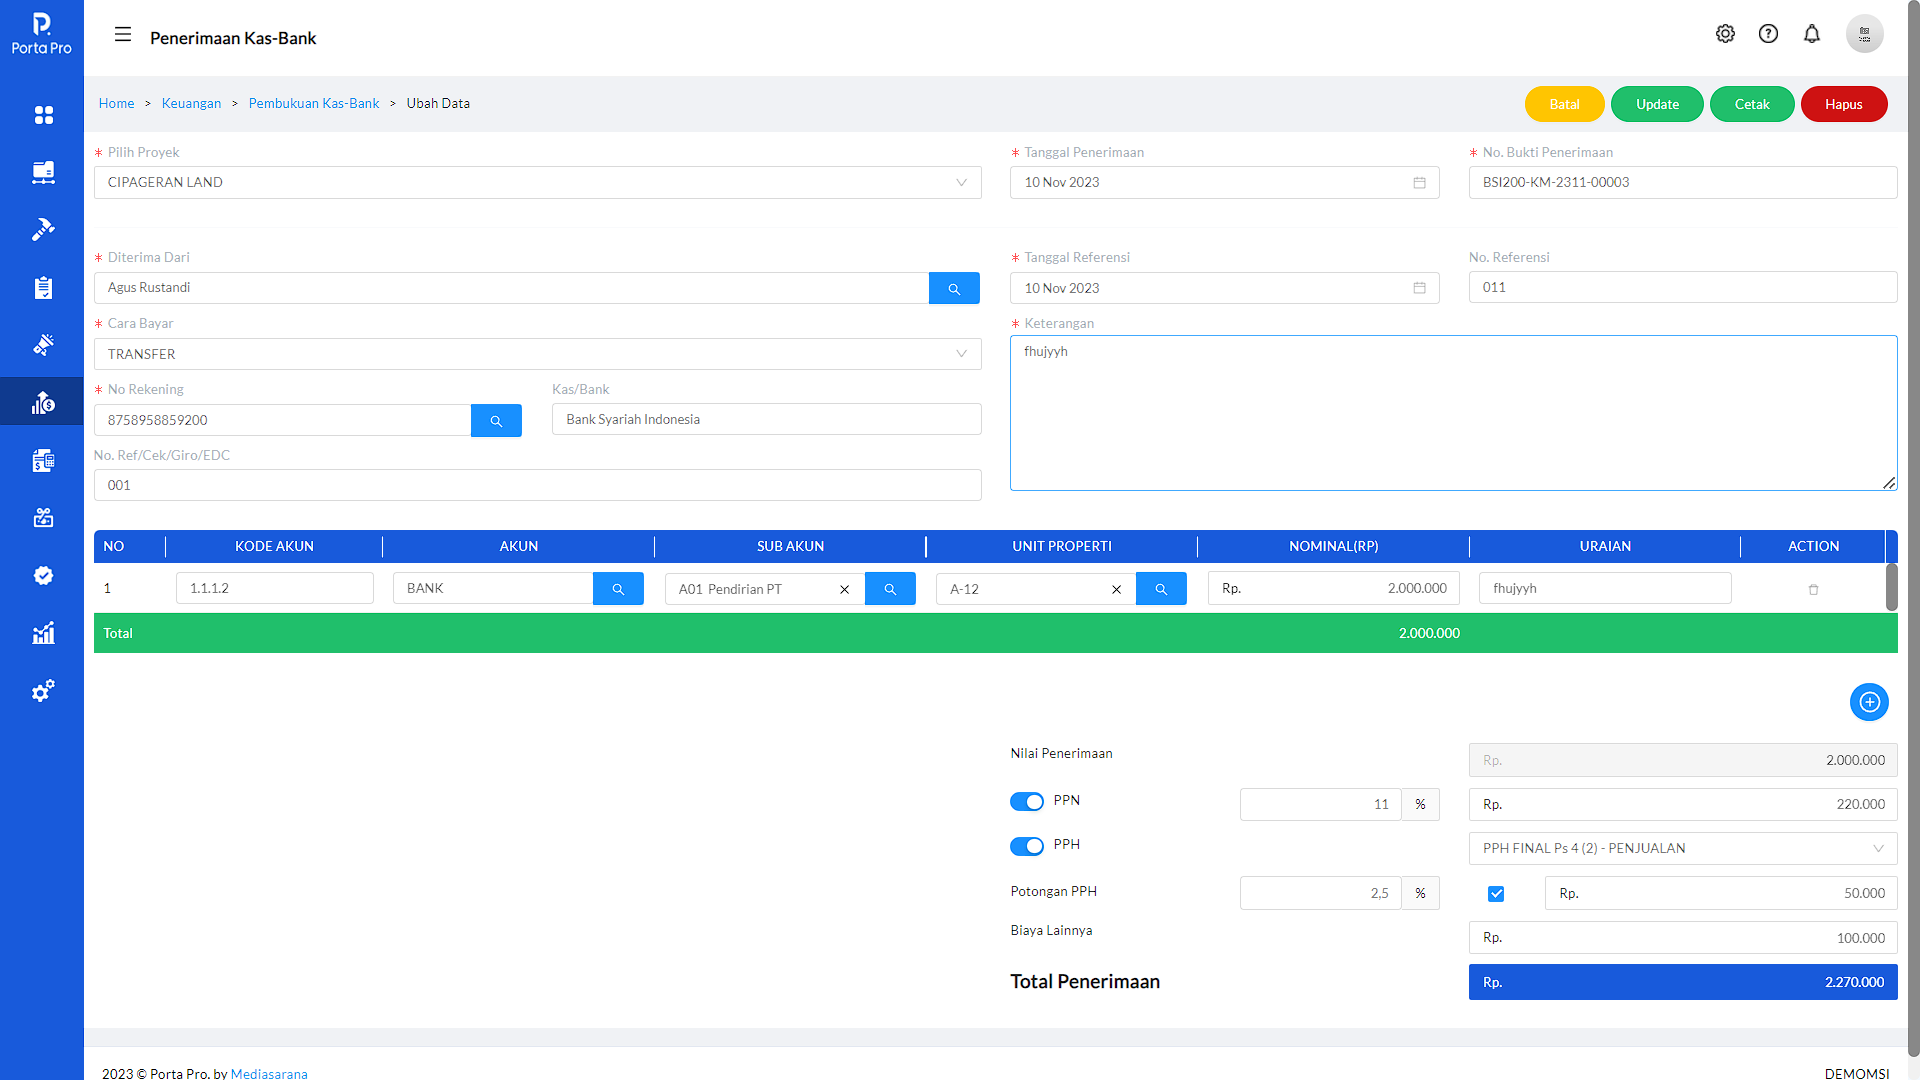 Porta Pro
Penerimaan Kas-Bank
Home > Keuangan > Pembukuan Kas-Bank > Ubah Data
Batal
Update
Cetak
Hapus
* Pilih Proyek
CIPAGERAN LAND
* Tanggal Penerimaan
10 Nov 2023
* No. Bukti Penerimaan
BSI200-KM-2311-00003
* Diterima Dari
Agus Rustandi
* Tanggal Referensi
10 Nov 2023
No. Referensi
011
* Cara Bayar
TRANSFER
* Keterangan
fhujyyh
* No Rekening
8758958859200
Kas/Bank
Bank Syariah Indonesia
No. Ref/Cek/Giro/EDC
001
NO KODE AKUN AKUN SUB AKUN UNIT PROPERTI NOMINAL(RP) URAIAN ACTION
1 1.1.1.2 BANK A01 Pendirian PT A-12 Rp. 2.000.000 fhujyyh
Total 2.000.000
Nilai Penerimaan Rp. 2.000.000
PPN 11 % Rp. 220.000
PPH PPH FINAL Ps 4 (2) - PENJUALAN
Potongan PPH 2,5 % Rp. 50.000
Biaya Lainnya Rp. 100.000
Total Penerimaan Rp. 2.270.000
2023 © Porta Pro. by Mediasarana
DEMOMSI